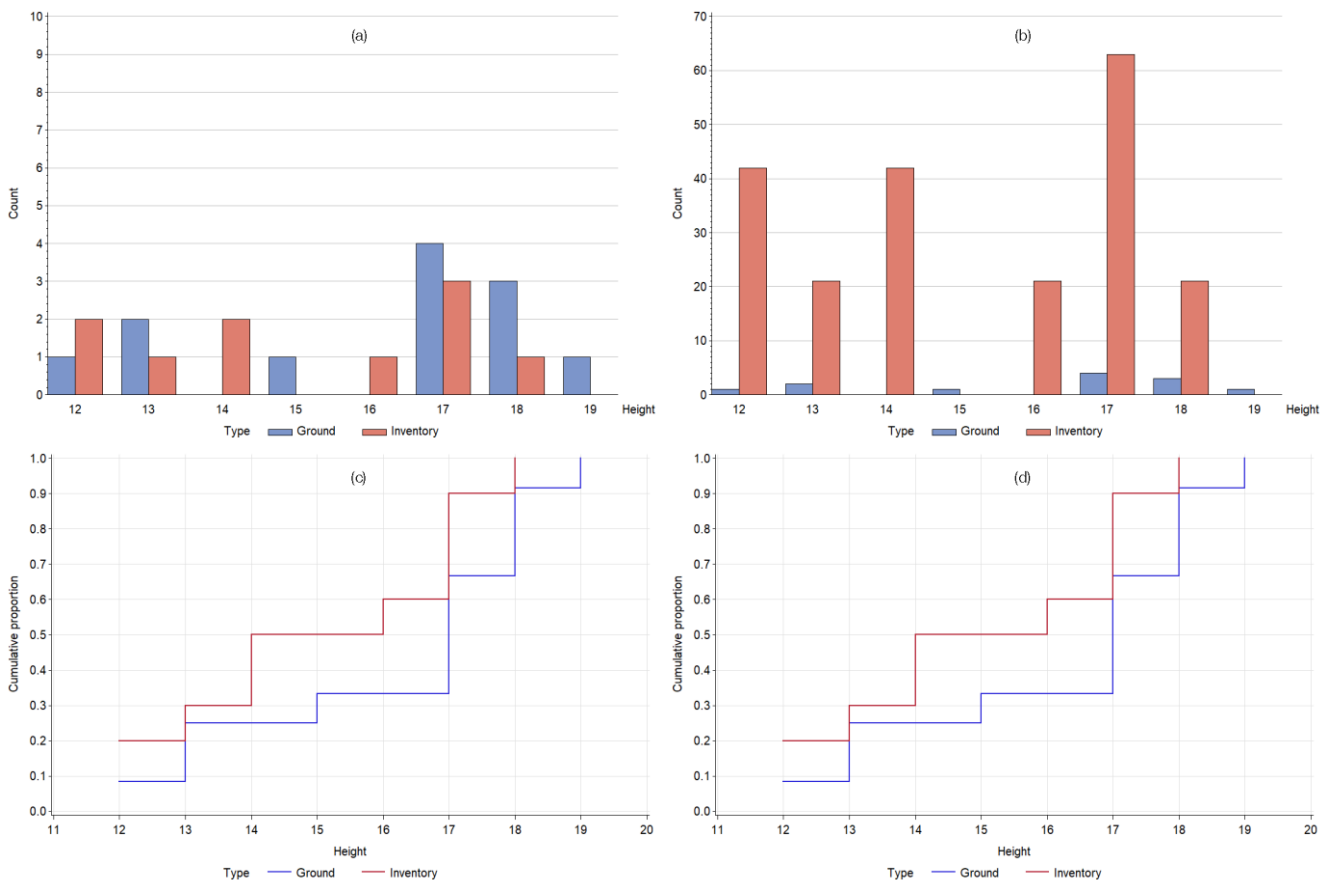 (a)
10
9
8
7
6
5
4
3
2
1
0
Count
12 13 14 15 16 17 18 19 Height
Type Ground Inventory
(b)
70
60
50
40
30
20
10
0
Count
12 13 14 15 16 17 18 19 Height
Type Ground Inventory
(c)
1.0
0.9
0.8
0.7
0.6
0.5
0.4
0.3
0.2
0.1
0.0
Cumulative proportion
11 12 13 14 15 16 17 18 19 20
Height
Type Ground Inventory
(d)
1.0
0.9
0.8
0.7
0.6
0.5
0.4
0.3
0.2
0.1
0.0
Cumulative proportion
11 12 13 14 15 16 17 18 19 20
Height
Type Ground Inventory